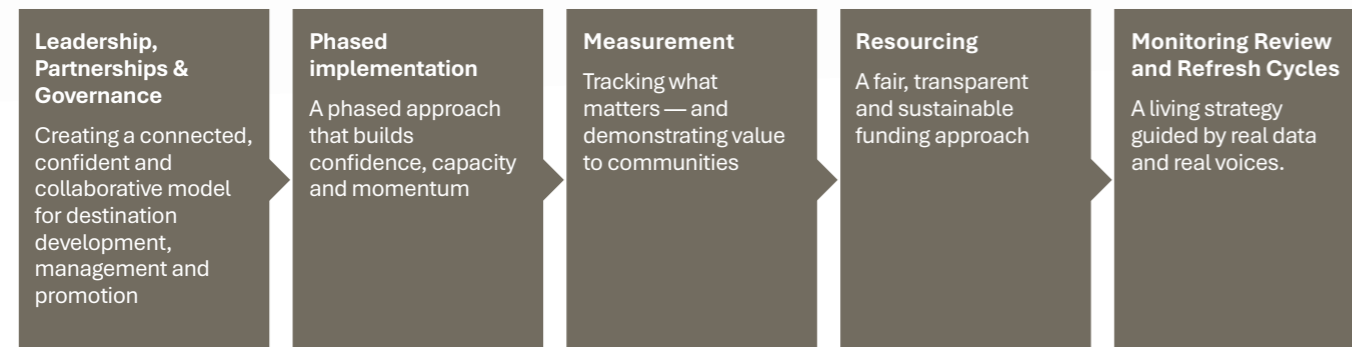 Leadership,
Partnerships &
Governance
Creating a connected,
confident and
collaborative model
for destination
development,
management and
promotion
Phased
implementation
A phased approach
that builds
confidence, capacity
and momentum
Measurement
Tracking what
matters — and
demonstrating value
to communities
Resourcing
A fair, transparent
and sustainable
funding approach
Monitoring Review
and Refresh Cycles
A living strategy
guided by real data
and real voices.